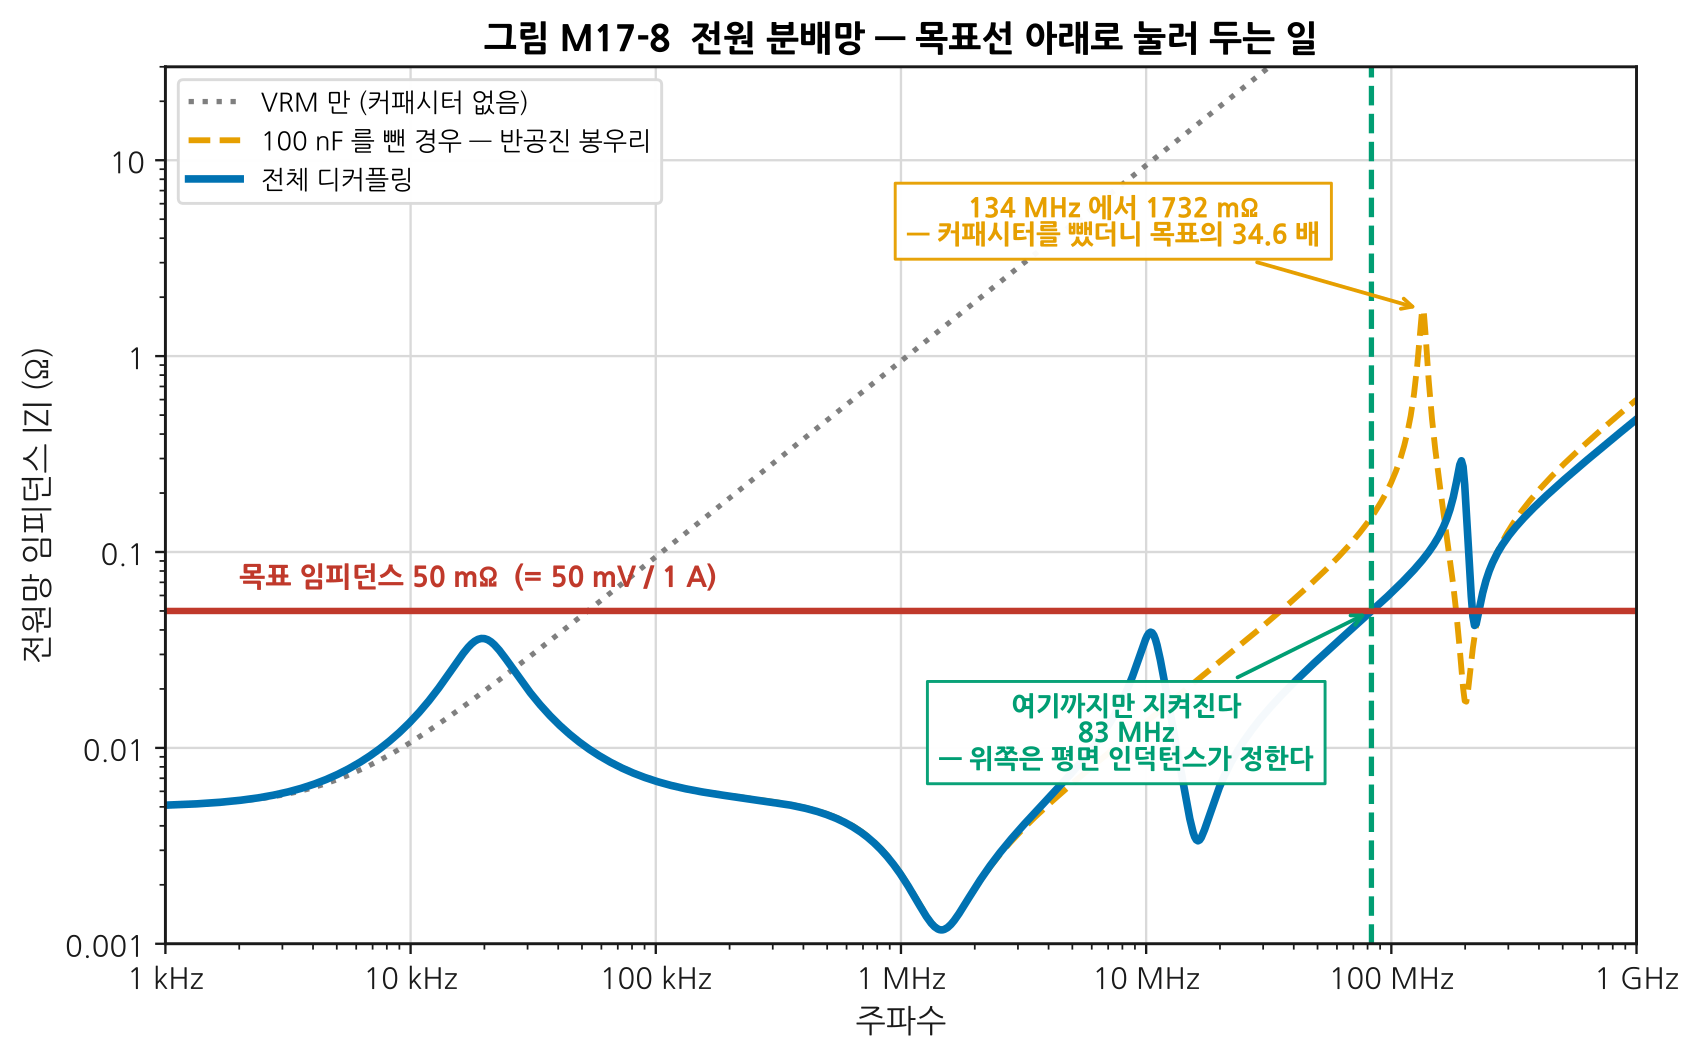 그림 M17-8  전원 분배망 — 목표선 아래로 눌러 두는 일
VRM 만 (커패시터 없음)
100 nF 를 뺀 경우 — 반공진 봉우리
전체 디커플링
134 MHz 에서 1732 mΩ
— 커패시터를 뺐더니 목표의 34.6 배
목표 임피던스 50 mΩ  (= 50 mV / 1 A)
여기까지만 지켜진다
83 MHz
— 위쪽은 평면 인덕턴스가 정한다
전원망 임피던스 |Z| (Ω)
10
1
0.1
0.01
0.001
1 kHz
10 kHz
100 kHz
1 MHz
10 MHz
100 MHz
1 GHz
주파수